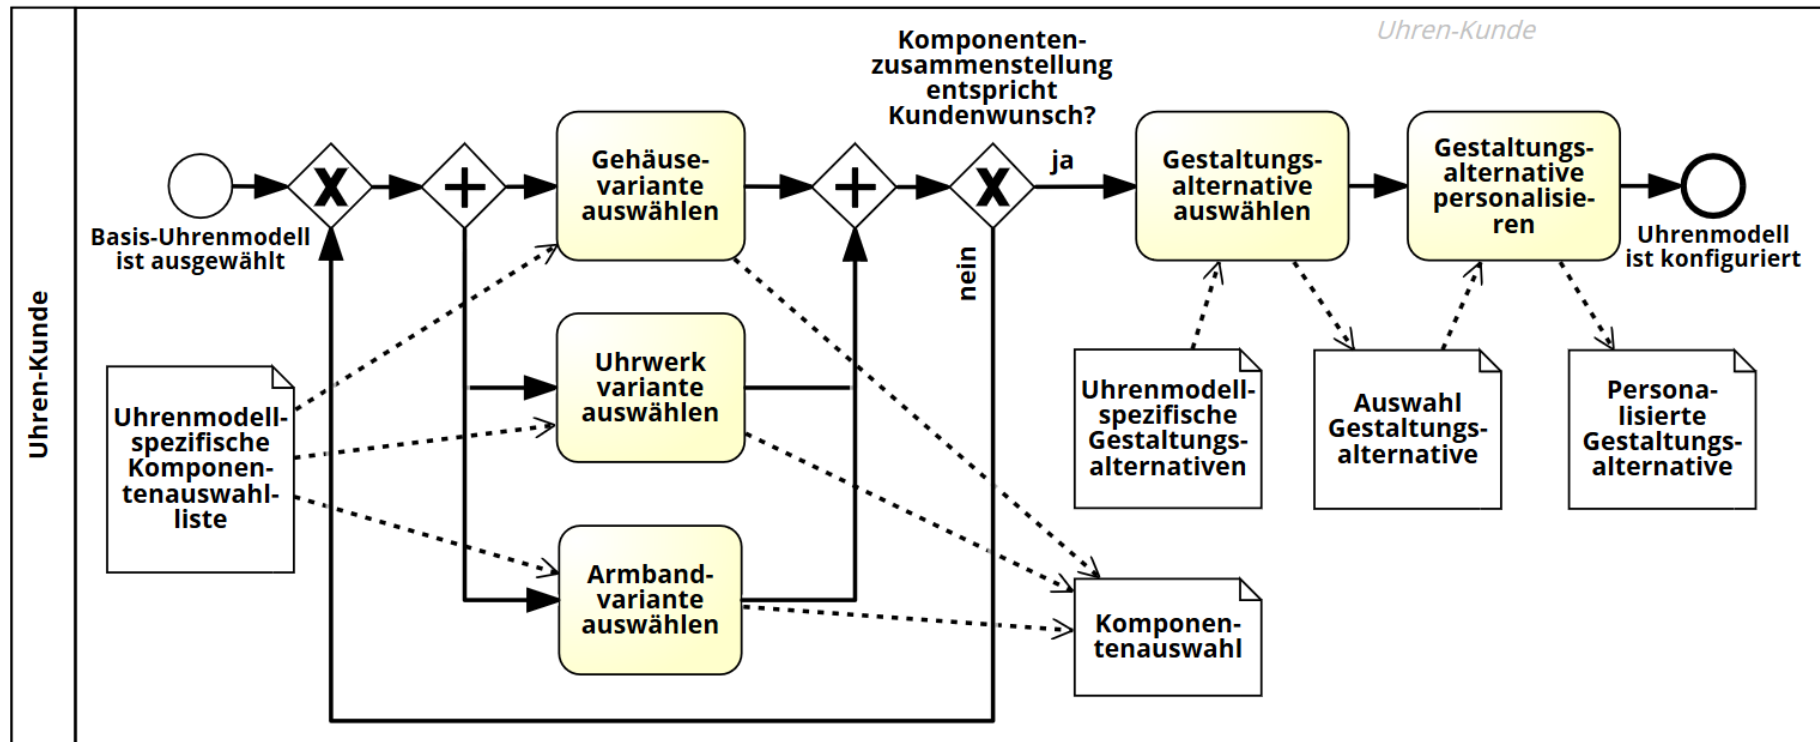 Uhren-Kunde
Uhren-Kunde
Komponenten-
zusammenstellung
entspricht
Kundenwunsch?
Basis-Uhrenmodell
ist ausgewählt
X
+
Gehäuse-
variante
auswählen
+
X
ja
nein
Gestaltungs-
alternative
auswählen
Gestaltungs-
alternative
personalisie-
ren
Uhrenmodell
ist konfiguriert
Uhrwerk
variante
auswählen
Armband-
variante
auswählen
Uhrenmodell-
spezifische
Komponen-
tenauswahl-
liste
Uhrenmodell-
spezifische
Gestaltungs-
alternativen
Auswahl
Gestaltungs-
alternative
Persona-
lisierte
Gestaltungs-
alternative
Komponen-
tenauswahl